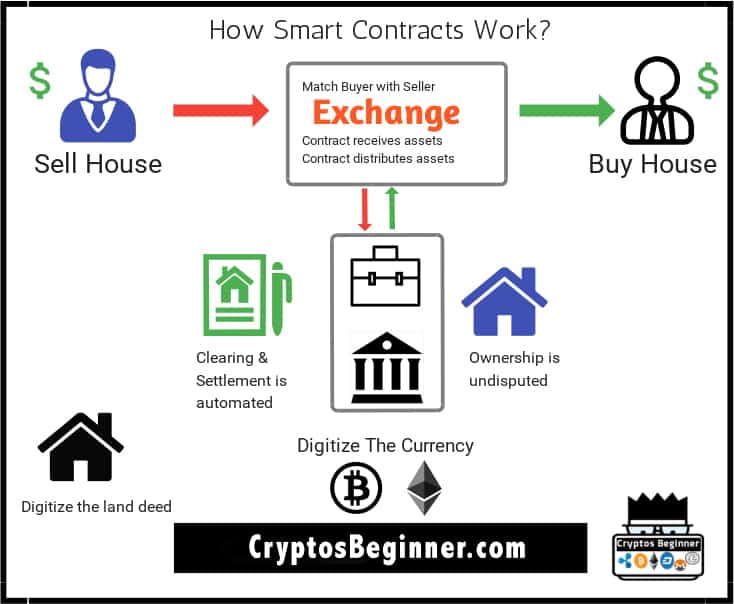 How Smart Contracts Work?
$
$
Match Buyer with Seller
Exchange
Contract receives assets
Contract distributes assets
Sell House
Buy House
Clearing &
Settlement is
automated
Ownership is
undisputed
Digitize The Currency
Digitize the land deed
CryptosBeginner.com
Cryptos Beginner